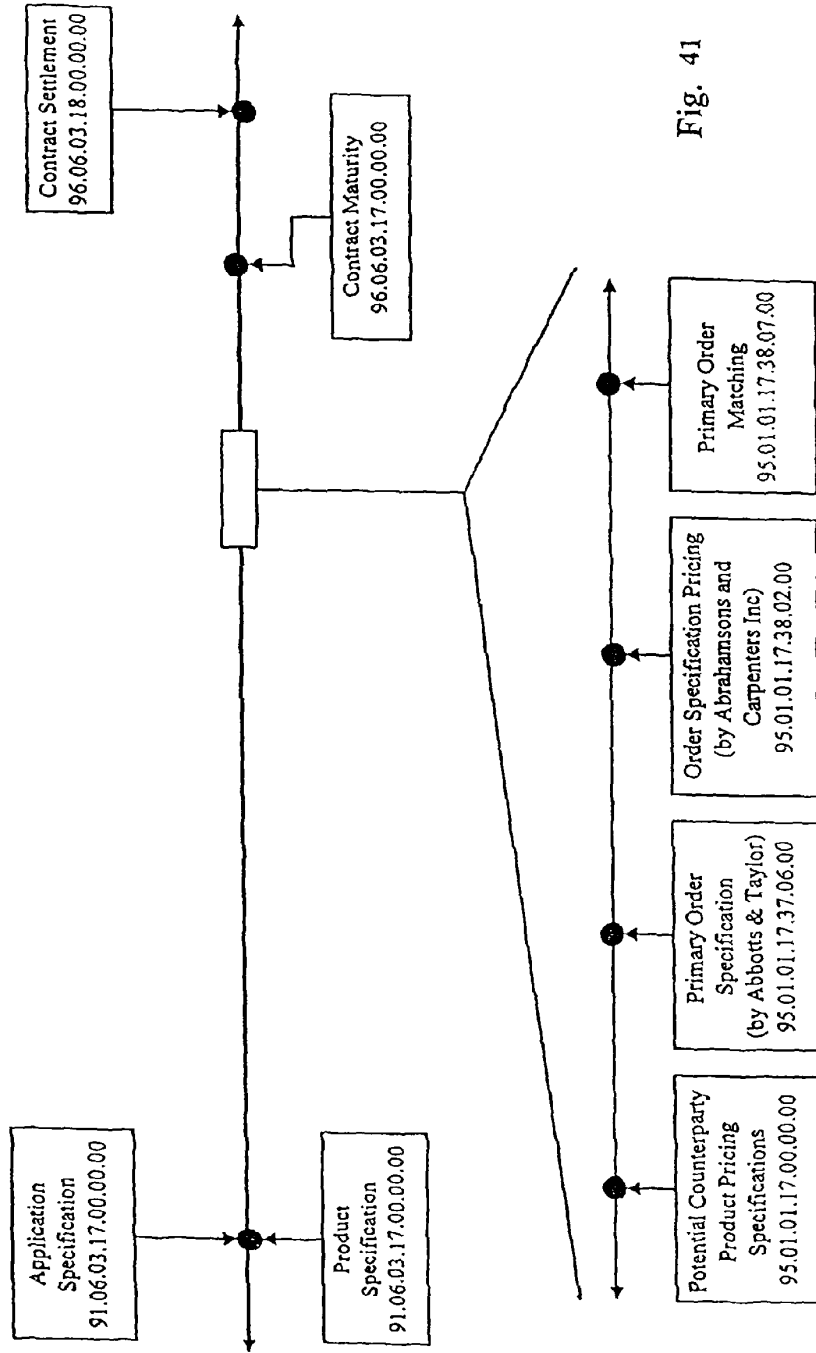 Application
Specification
91.06.03.17.00.00.00
Product
Specification
91.06.03.17.00.00.00
Contract Settlement
96.06.03.18.00.00.00
Contract Maturity
96.06.03.17.00.00.00
Potential Counterparty
Product Pricing
Specifications
95.01.01.17.00.00.00
Primary Order
Specification
(by Abbotts & Taylor)
95.01.01.17.37.06.00
Order Specification Pricing
(by Abrahamsons and
Carpenters Inc)
95.01.01.17.38.02.00
Primary Order
Matching
95.01.01.17.38.07.00
Fig. 41